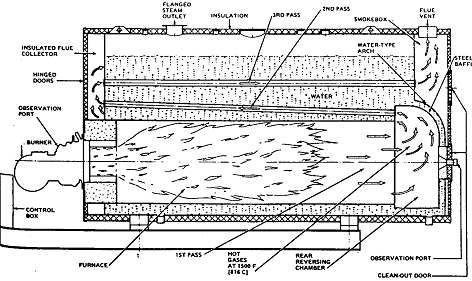 FLANGED
STEAM
OUTLET
INSULATION
3RD PASS
2ND PASS
SMOKEBOX
FLUE
VENT
WATER-TYPE
ARCH
STEEL
BAFFL
INSULATED FLUE
COLLECTOR
HINGED
DOORS
OBSERVATION
PORT
BURNER
WATER
CONTROL
BOX
FURNACE
1ST PASS
HOT
GASES
AT 1500 F
[816 C]
REAR
REVERSING
CHAMBER
OBSERVATION PORT
CLEAN-OUT DOOR